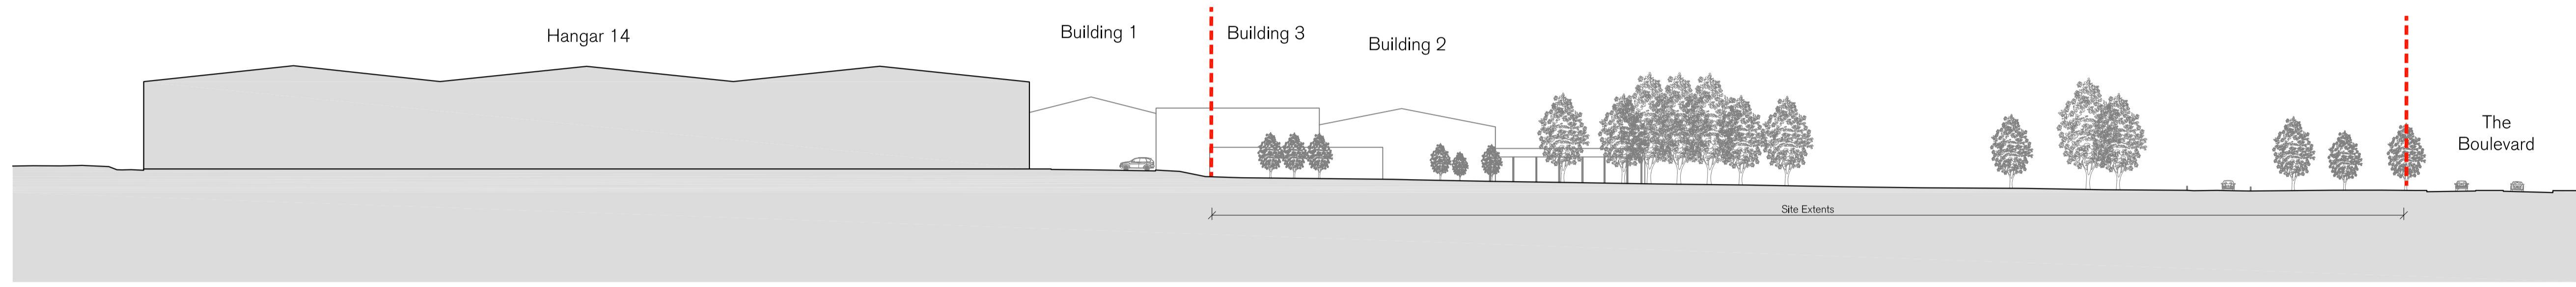 Hangar 14
Building 1
Building 3
Building 2
The
Boulevard
Site Extents